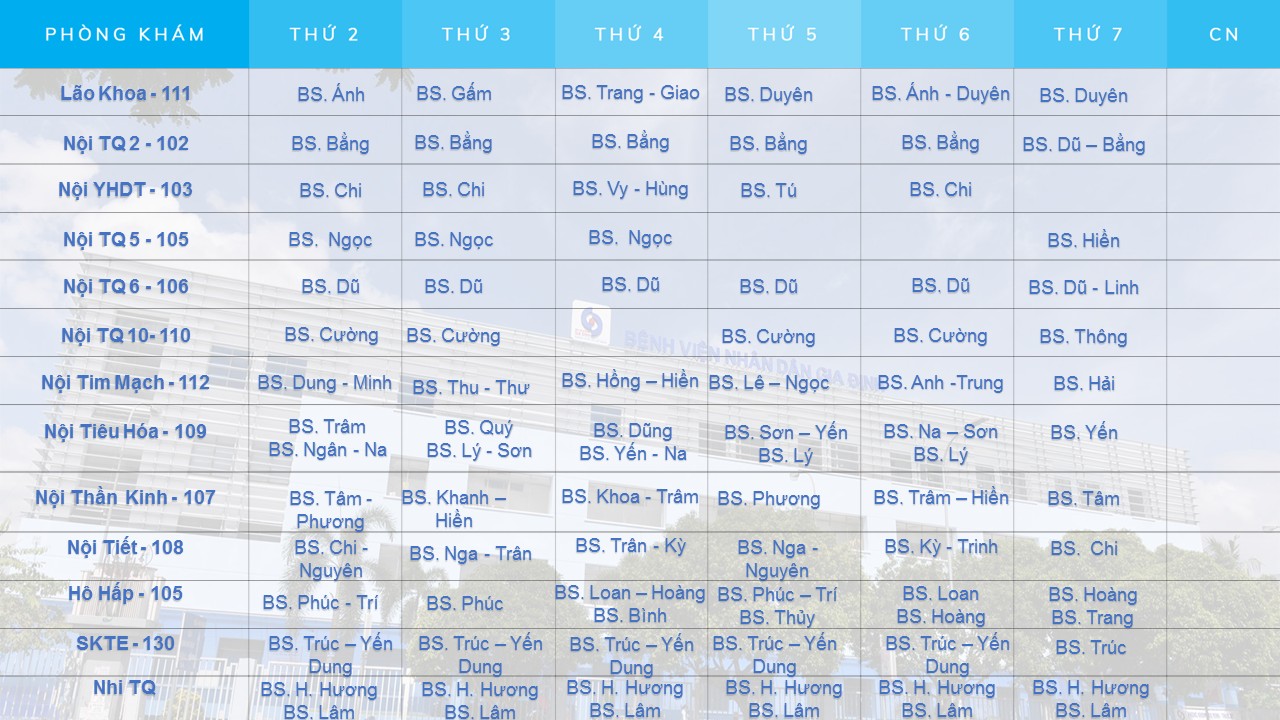 PHÒNG KHÁM THỨ 2 THỨ 3 THỨ 4 THỨ 5 THỨ 6 THỨ 7 CN
Lão Khoa - 111 BS. Ánh BS. Gấm BS. Trang - Giao BS. Duyên BS. Ánh - Duyên BS. Duyên
Nội TQ 2 - 102 BS. Bằng BS. Bằng BS. Bằng BS. Bằng BS. Bằng BS. Dũ – Bằng
Nội YHDT - 103 BS. Chi BS. Chi BS. Vy - Hùng BS. Tú BS. Chi
Nội TQ 5 - 105 BS. Ngọc BS. Ngọc BS. Ngọc BS. Hiền
Nội TQ 6 - 106 BS. Dũ BS. Dũ BS. Dũ BS. Dũ BS. Dũ BS. Dũ - Linh
Nội TQ 10- 110 BS. Cường BS. Cường BS. Cường BS. Cường BS. Thông
BỆNH VIỆN NHÂN DÂN GIA ĐỊNH
Nội Tim Mạch - 112 BS. Dung - Minh BS. Thu - Thư BS. Hồng – Hiền BS. Lê – Ngọc BS. Anh -Trung BS. Hải
Nội Tiêu Hóa - 109 BS. Trâm BS. Quý BS. Dũng BS. Sơn – Yến BS. Na – Sơn BS. Yến
BS. Ngân - Na BS. Lý - Sơn BS. Yến - Na BS. Lý BS. Lý
Nội Thần Kinh - 107 BS. Tâm - BS. Khanh – BS. Khoa - Trâm BS. Phương BS. Trâm – Hiền BS. Tâm
Phương Hiền
Nội Tiết - 108 BS. Chi - BS. Nga - Trân BS. Trân - Kỳ BS. Nga - BS. Kỳ - Trinh BS. Chi
Nguyên Nguyên
Hô Hấp - 105 BS. Phúc - Trí BS. Phúc BS. Loan – Hoàng BS. Phúc – Trí BS. Loan BS. Hoàng
BS. Bình BS. Thủy BS. Hoàng BS. Trang
SKTE - 130 BS. Trúc – Yến BS. Trúc – Yến BS. Trúc – Yến BS. Trúc – Yến BS. Trúc – Yến BS. Trúc
Dung Dung Dung Dung Dung
Nhi TQ BS. H. Hương BS. H. Hương BS. H. Hương BS. H. Hương BS. H. Hương BS. H. Hương
BS. Lâm BS. Lâm BS. Lâm BS. Lâm BS. Lâm BS. Lâm